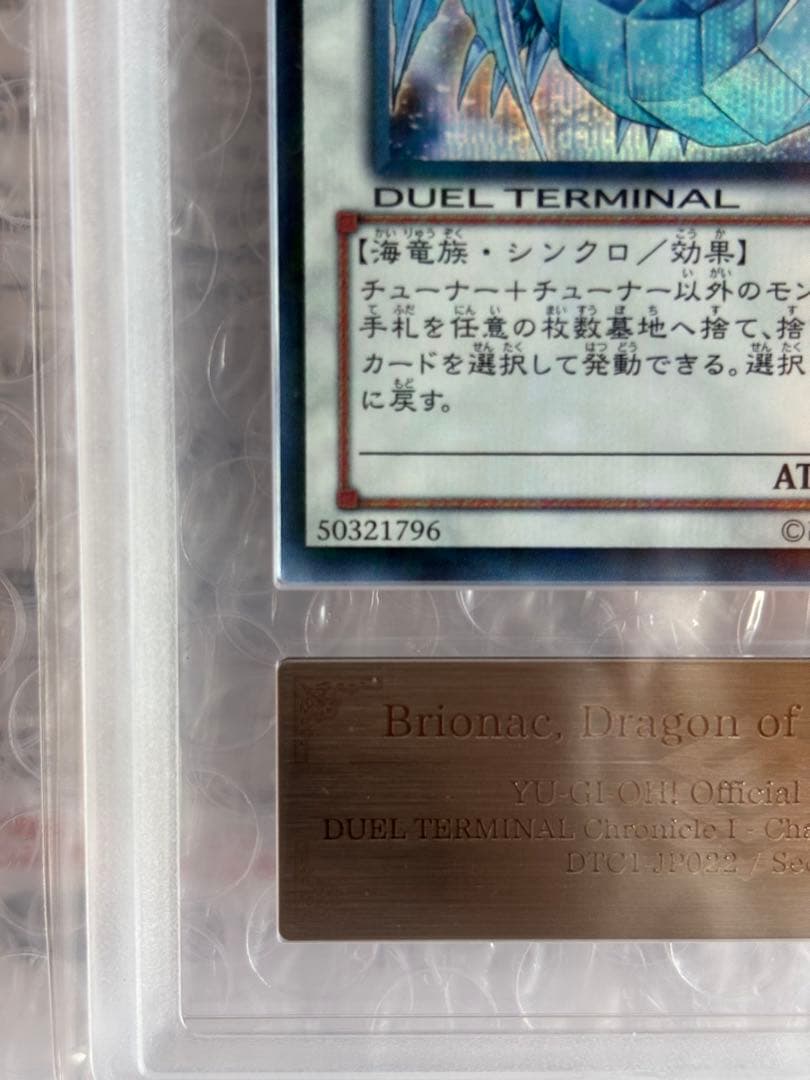 DUEL TERMINAL
【海竜族・シンクロ／効果】
チューナー＋チューナー以外のモン
手札を任意の枚数墓地へ捨て、捨
カードを選択して発動できる。選択
に戻す。
AT
50321796 ©
Brionac, Dragon of
YU-GI-OH! Official
DUEL TERMINAL Chronicle I - Cha
DTC1-JP022 / Sec